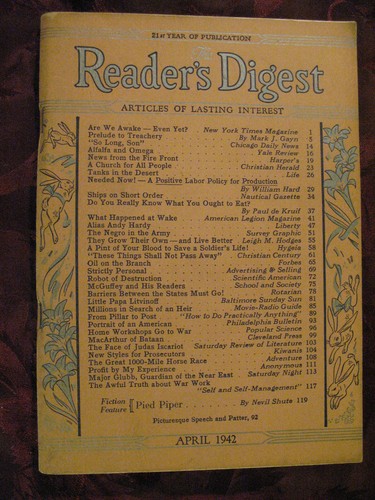 21st YEAR OF PUBLICATION
The
Reader's Digest
ARTICLES OF LASTING INTEREST
Are We Awake — Even Yet? . New York Times Magazine 1
Prelude to Treachery . . . By Mark J. Gayn 5
"So Long, Son" . . . Chicago Daily News 14
Alfalfa and Omega . . . Yale Review 16
News from the Fire Front . . . Harper's 19
A Church for All People . . . Christian Herald 23
Tanks in the Desert . . . Life 26
Needed Now! — A Positive Labor Policy for Production
By William Hard 29
Ships on Short Order . . . Nautical Gazette 34
Do You Really Know What You Ought to Eat?
By Paul de Kruif 37
What Happened at Wake . American Legion Magazine 41
Alias Andy Hardy . . . Liberty 47
The Negro in the Army . . . Survey Graphic 51
They Grow Their Own — and Live Better . Leigh M. Hodges 55
A Pint of Your Blood to Save a Soldier's Life! . Hygeia 58
"These Things Shall Not Pass Away" . Christian Century 61
Oil on the Branch . . . Forbes 65
Strictly Personal . . . Advertising & Selling 69
Robot of Destruction . . . Scientific American 72
McGuffey and His Readers . . . School and Society 75
Barriers Between the States Must Go! . Rotarian 78
Little Papa Litvinoff . . . Baltimore Sunday Sun 81
Millions in Search of an Heir . . . Movie-Radio Guide 85
From Pillar to Post . "How to Do Practically Anything" 89
Portrait of an American . . . Philadelphia Bulletin 93
Home Workshops Go to War . . . Popular Science 96
MacArthur of Bataan . . . Cleveland Press 99
The Face of Judas Iscariot . Saturday Review of Literature 103
New Styles for Prosecutors . . . Kiwanis 104
The Great 1000-Mile Horse Race . . . Adventure 108
Profit by My Experience . . . Anonymous 111
Major Glubb, Guardian of the Near East . Saturday Night 113
The Awful Truth about War Work
"Self and Self-Management" 117
Fiction Feature [ Pied Piper . . . By Nevil Shute 119
Picturesque Speech and Patter, 92
APRIL 1942